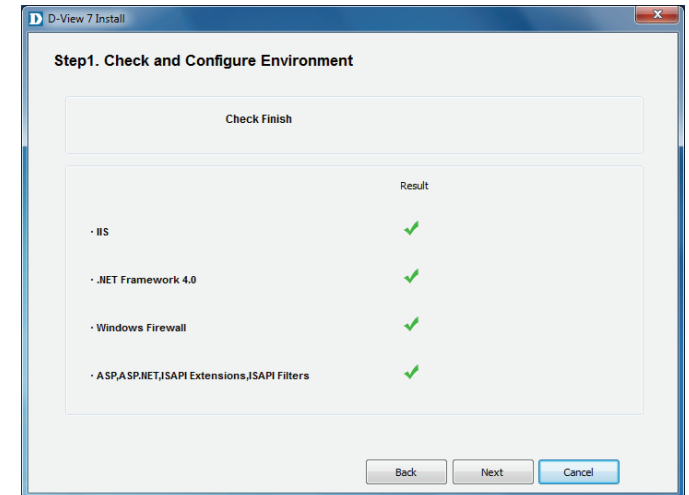 D D-View 7 Install
Step1. Check and Configure Environment
Check Finish
Result
· IIS
· .NET Framework 4.0
· Windows Firewall
· ASP,ASP.NET,ISAPI Extensions,ISAPI Filters
Back Next Cancel